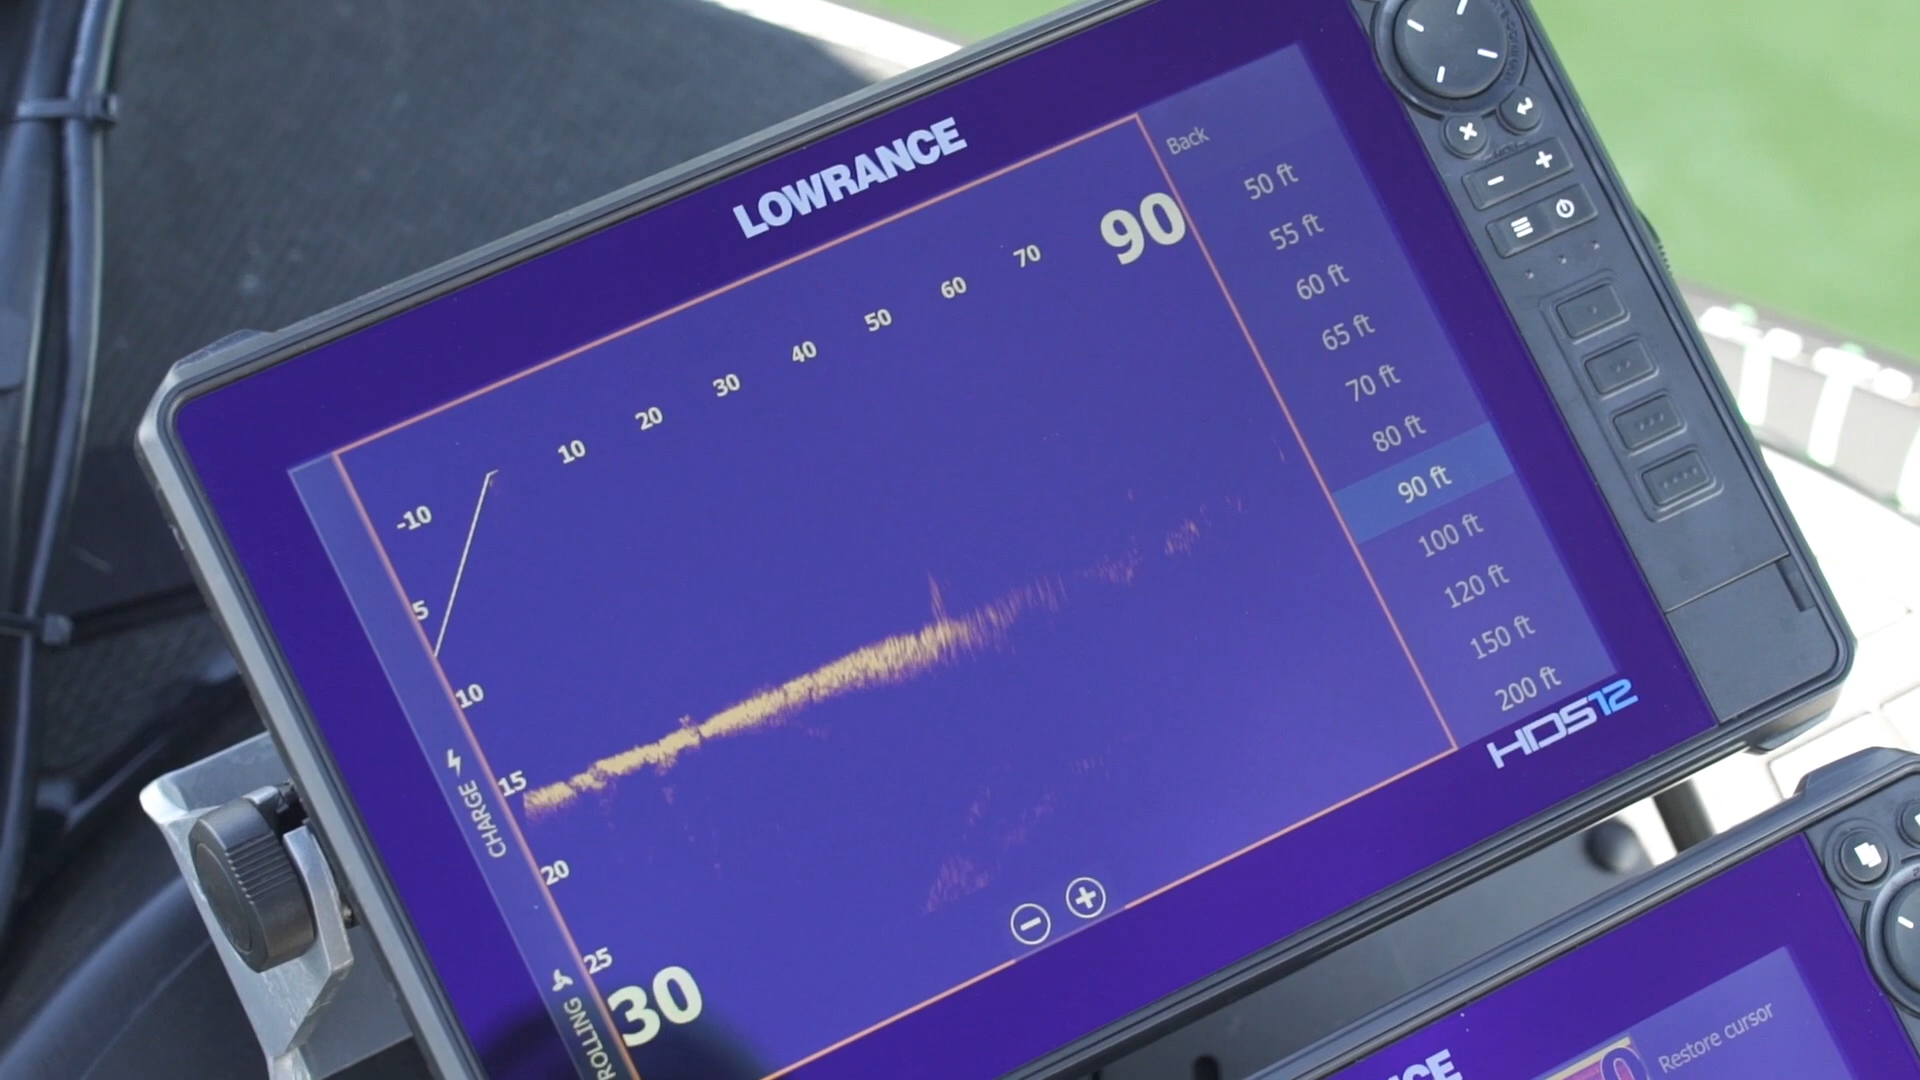 LOWRANCE
Back
50 ft
55 ft
60 ft
65 ft
70 ft
80 ft
90 ft
100 ft
120 ft
150 ft
200 ft
-10
10
20
30
40
50
60
70
90
5
10
15
20
25
30
CHARGE
ROLLING
HDS12
Restore cursor